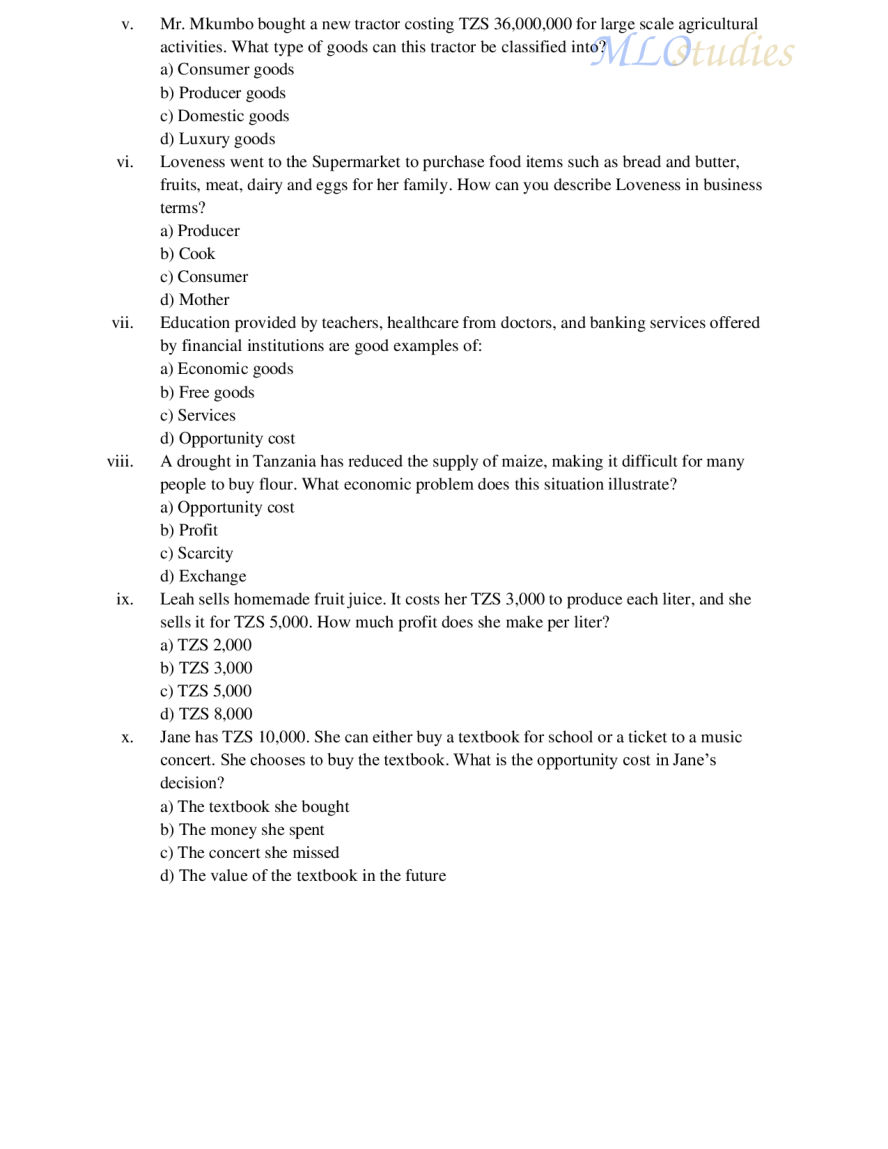 v. Mr. Mkumbo bought a new tractor costing TZS 36,000,000 for large scale agricultural
activities. What type of goods can this tractor be classified into?
MLOstudies
a) Consumer goods
b) Producer goods
c) Domestic goods
d) Luxury goods
vi. Loveness went to the Supermarket to purchase food items such as bread and butter,
fruits, meat, dairy and eggs for her family. How can you describe Loveness in business
terms?
a) Producer
b) Cook
c) Consumer
d) Mother
vii. Education provided by teachers, healthcare from doctors, and banking services offered
by financial institutions are good examples of:
a) Economic goods
b) Free goods
c) Services
d) Opportunity cost
viii. A drought in Tanzania has reduced the supply of maize, making it difficult for many
people to buy flour. What economic problem does this situation illustrate?
a) Opportunity cost
b) Profit
c) Scarcity
d) Exchange
ix. Leah sells homemade fruit juice. It costs her TZS 3,000 to produce each liter, and she
sells it for TZS 5,000. How much profit does she make per liter?
a) TZS 2,000
b) TZS 3,000
c) TZS 5,000
d) TZS 8,000
x. Jane has TZS 10,000. She can either buy a textbook for school or a ticket to a music
concert. She chooses to buy the textbook. What is the opportunity cost in Jane’s
decision?
a) The textbook she bought
b) The money she spent
c) The concert she missed
d) The value of the textbook in the future